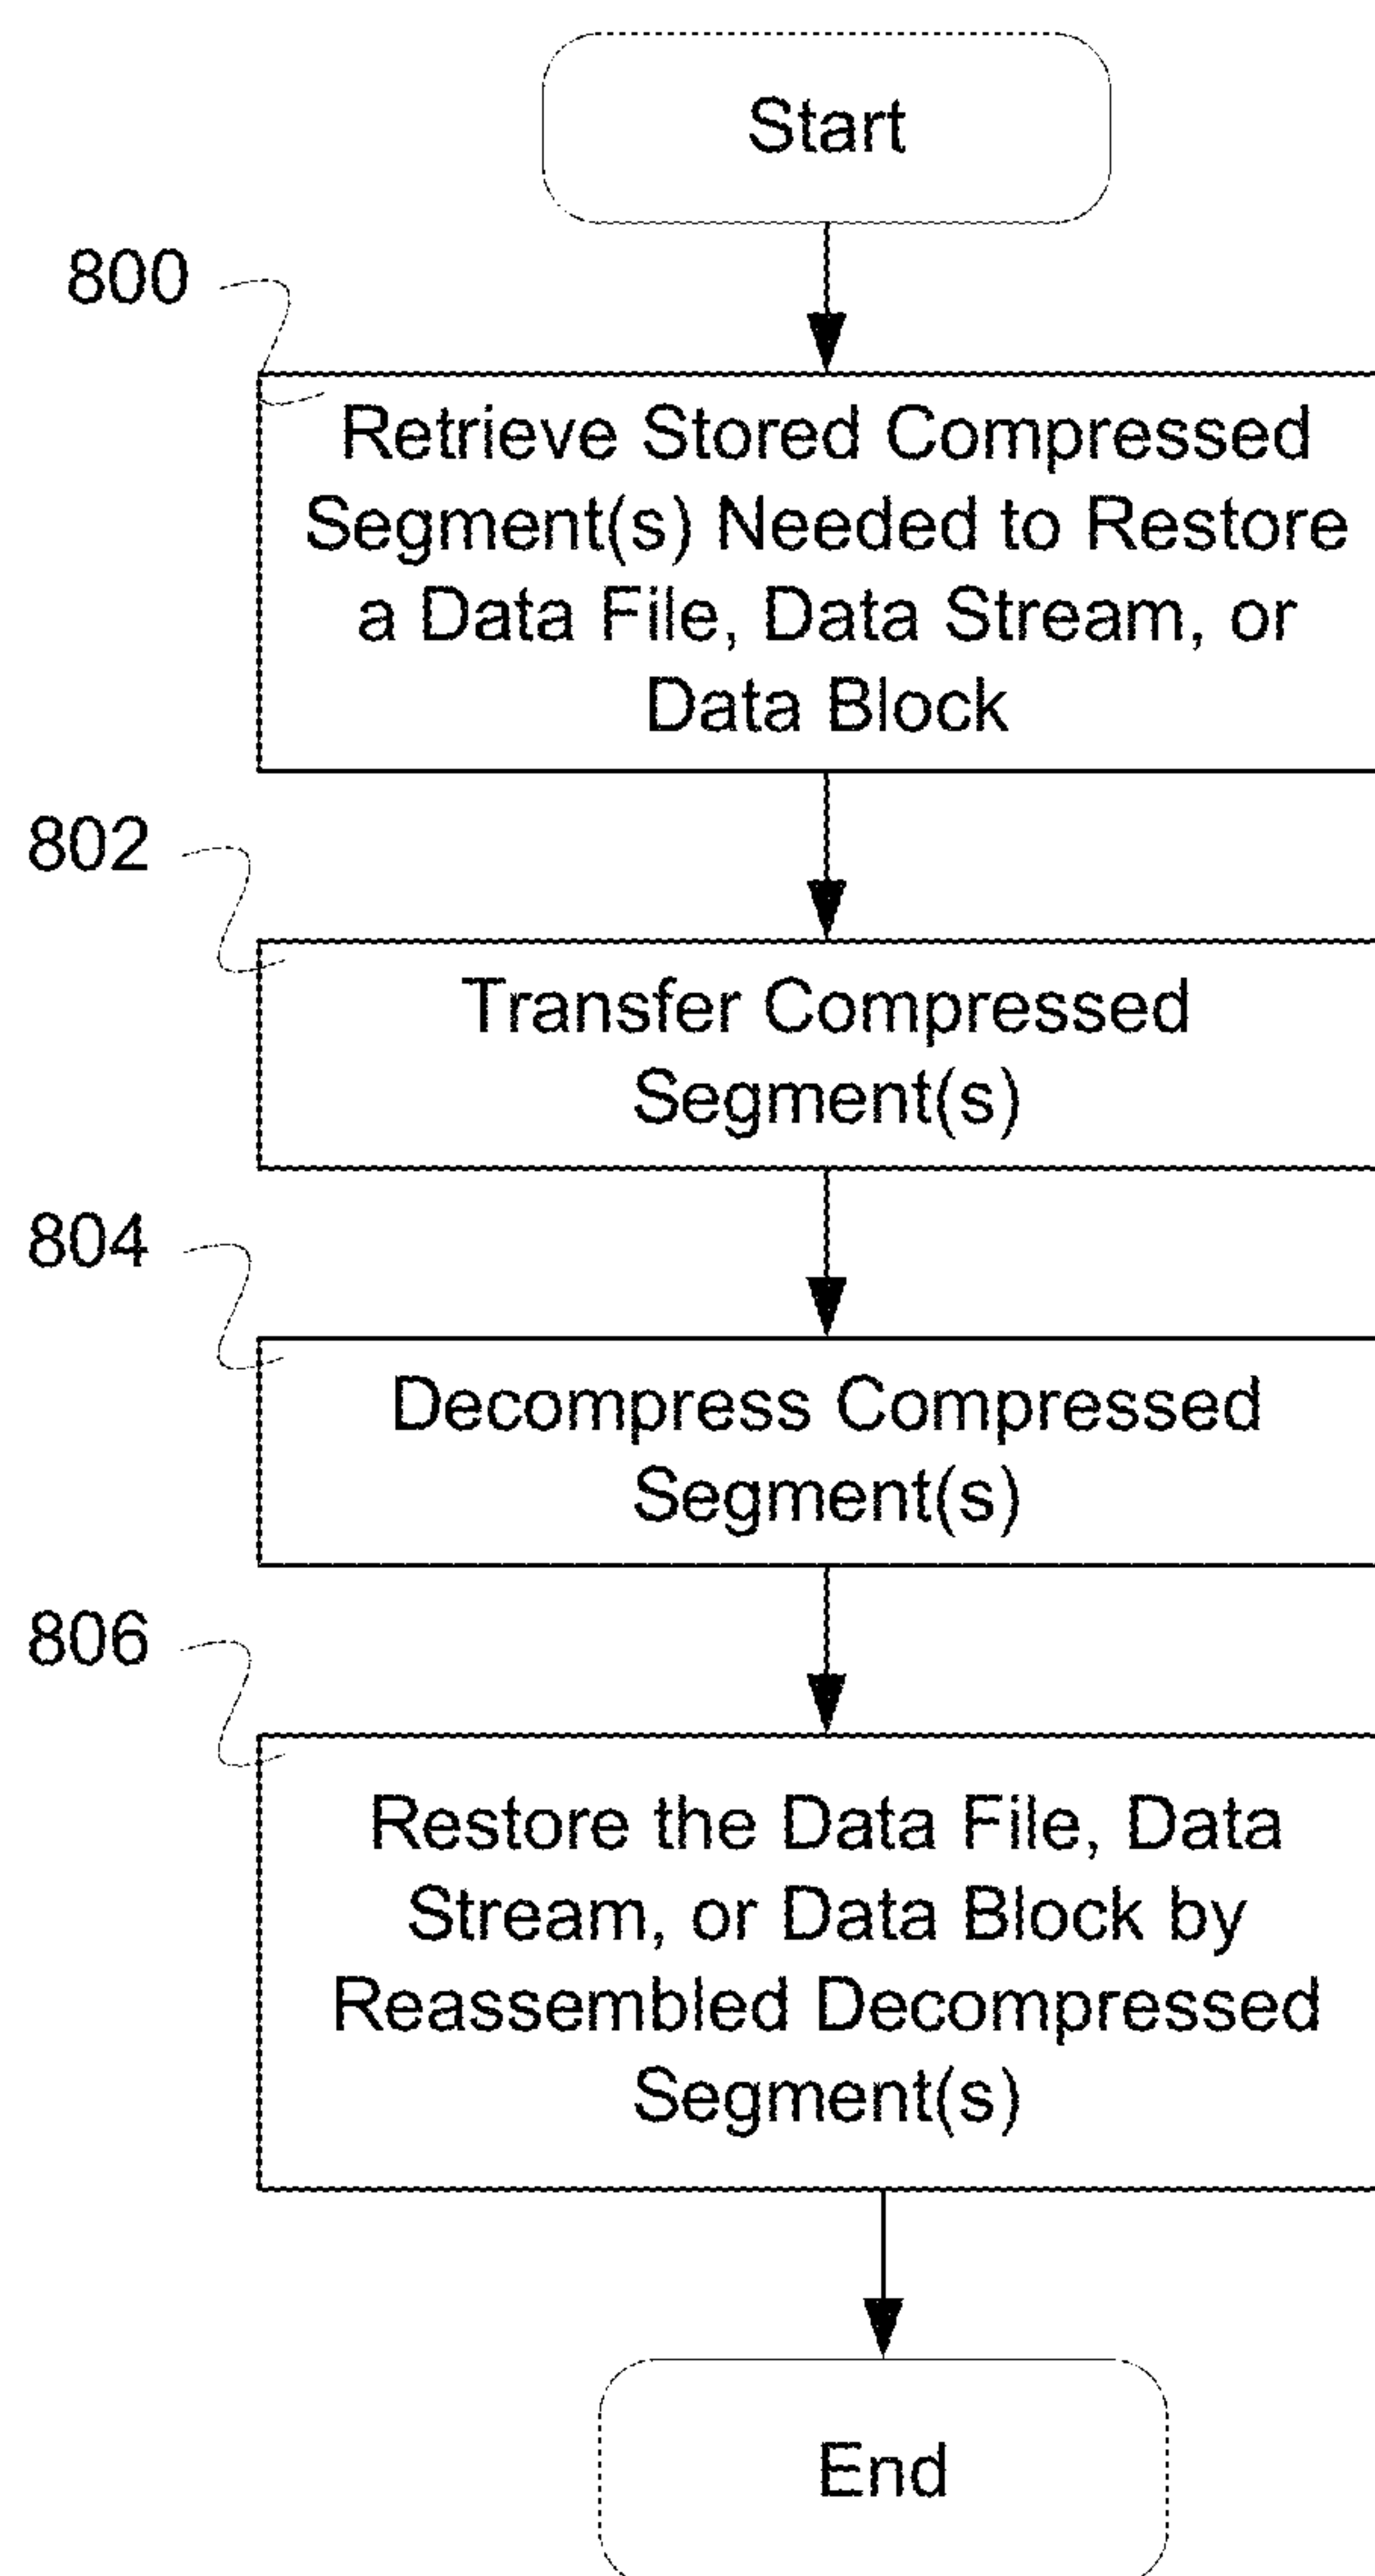 Start
800
Retrieve Stored Compressed
Segment(s) Needed to Restore
a Data File, Data Stream, or
Data Block
802
Transfer Compressed
Segment(s)
804
Decompress Compressed
Segment(s)
806
Restore the Data File, Data
Stream, or Data Block by
Reassembled Decompressed
Segment(s)
End